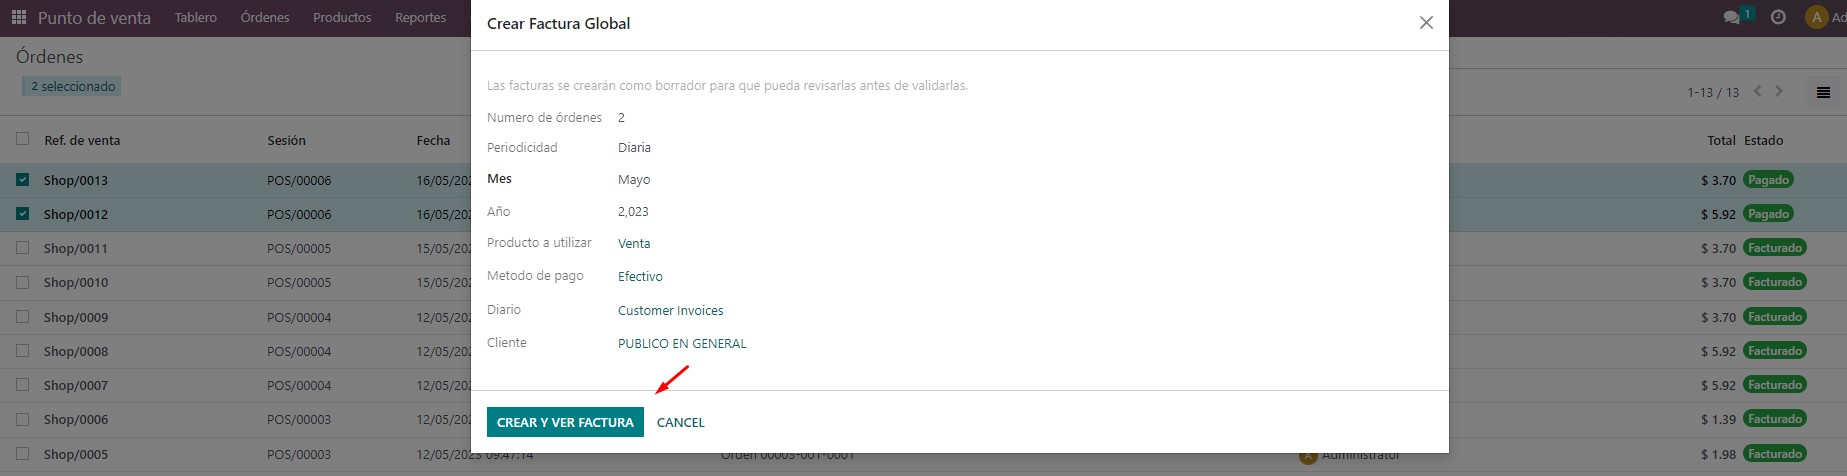 Punto de venta Tablero Órdenes Productos Reportes
1
A Ad
Órdenes
2 seleccionado
1-13 / 13
Crear Factura Global
Las facturas se crearán como borrador para que pueda revisarlas antes de validarlas.
Numero de órdenes 2
Periodicidad Diaria
Mes Mayo
Año 2,023
Producto a utilizar Venta
Metodo de pago Efectivo
Diario Customer Invoices
Cliente PUBLICO EN GENERAL
CREAR Y VER FACTURA CANCEL
Ref. de venta Sesión Fecha Total Estado
Shop/0013 POS/00006 16/05/202 $ 3.70 Pagado
Shop/0012 POS/00006 16/05/202 $ 5.92 Pagado
Shop/0011 POS/00005 15/05/202 $ 3.70 Facturado
Shop/0010 POS/00005 15/05/202 $ 3.70 Facturado
Shop/0009 POS/00004 12/05/202 $ 3.70 Facturado
Shop/0008 POS/00004 12/05/202 $ 5.92 Facturado
Shop/0007 POS/00004 12/05/202 $ 5.92 Facturado
Shop/0006 POS/00003 12/05/202 $ 1.39 Facturado
Shop/0005 POS/00003 12/05/2023 09:47:14 Orden 00003-001-0001 A Administrator $ 1.98 Facturado